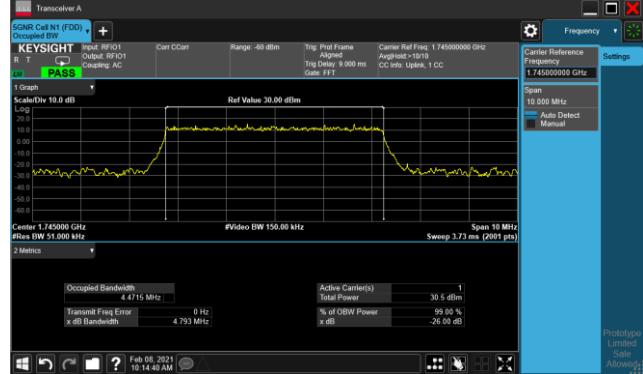 Transceiver A
5GNR Cell N1 (FDD)
Occupied BW
Frequency
KEYSIGHT
R T
PASS
Input: RFIO1
Output: RFIO1
Coupling: AC
Corr CCorr
Range: -60 dBm
Trig: Prot Frame
Aligned
Trig Delay: 9.000 ms
Gate: FFT
Carrier Ref Freq: 1.745000000 GHz
Avg|Hold:>10/10
CC Info: Uplink, 1 CC
Carrier Reference
Frequency
1.745000000 GHz
Settings
Span
10.000 MHz
Auto Detect
Manual
1 Graph
Scale/Div 10.0 dB
Ref Value 30.00 dBm
Log
20.0
10.0
0.00
-10.0
-20.0
-30.0
-40.0
-50.0
-60.0
Center 1.745000 GHz
#Video BW 150.00 kHz
Span 10 MHz
#Res BW 51.000 kHz
Sweep 3.73 ms (2001 pts)
2 Metrics
Occupied Bandwidth
4.4715 MHz
Active Carrier(s) 1
Total Power 30.5 dBm
Transmit Freq Error 0 Hz
x dB Bandwidth 4.793 MHz
% of OBW Power 99.00 %
x dB -26.00 dB
Feb 08, 2021
10:14:40 AM
Prototype
Limited
Sale
Allowed